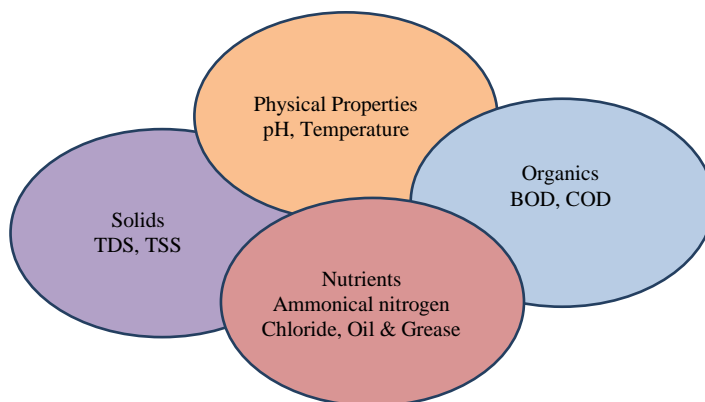 Physical Properties
pH, Temperature
Organics
BOD, COD
Solids
TDS, TSS
Nutrients
Ammonical nitrogen
Chloride, Oil & Grease